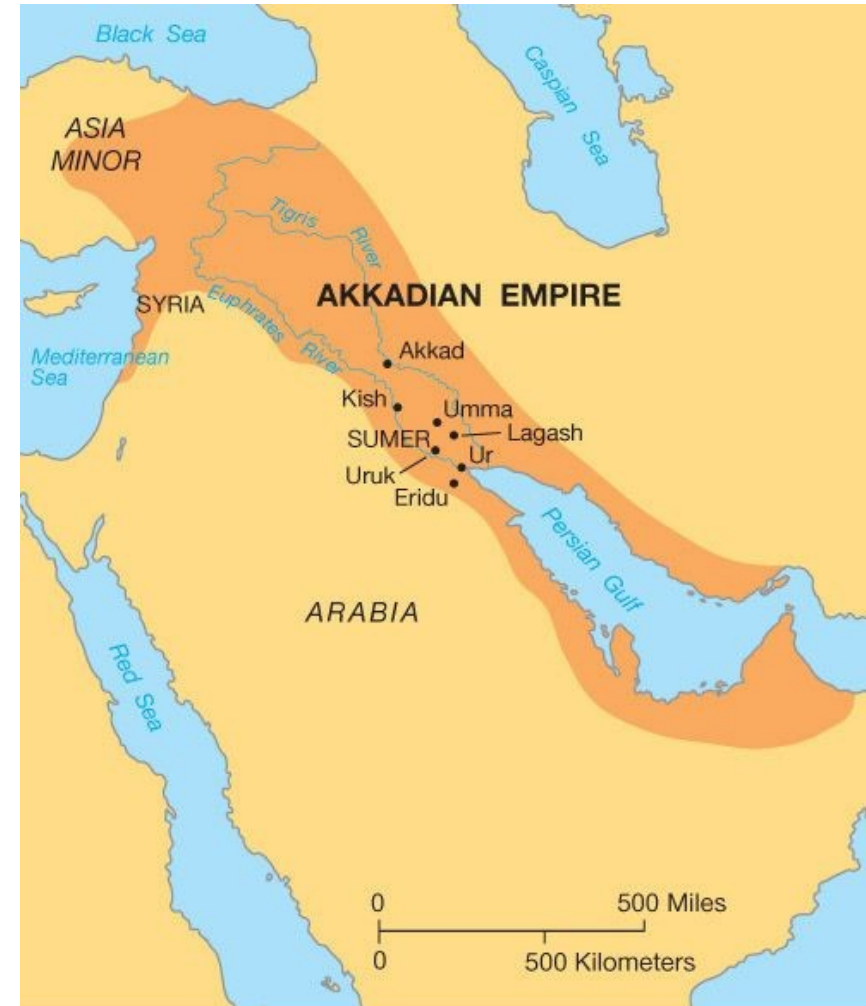 Black Sea
Caspian Sea
ASIA
MINOR
Tigris River
AKKADIAN EMPIRE
SYRIA
Euphrates River
Mediterranean
Sea
Akkad
Kish
Umma
Lagash
SUMER
Ur
Uruk
Eridu
Persian Gulf
ARABIA
Red Sea
0 500 Miles
0 500 Kilometers